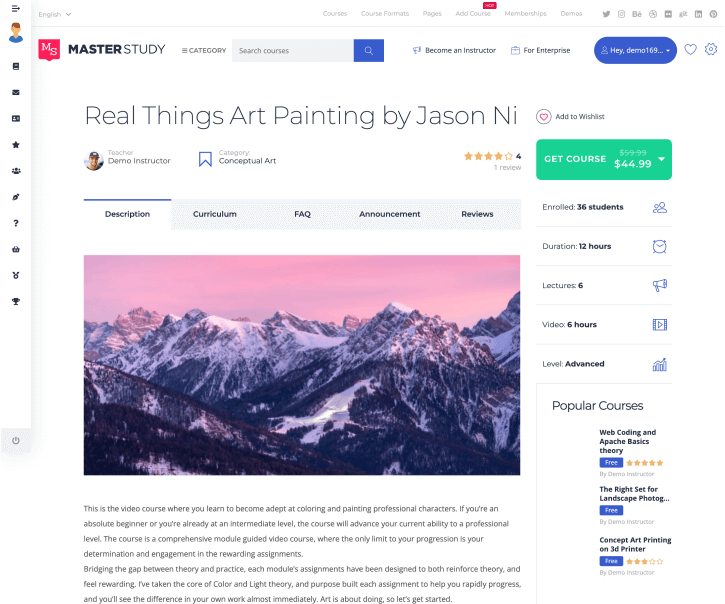 English
Courses Course Formats Pages Add Course HOT Memberships Demos
MS MASTERSTUDY
CATEGORY
Search courses
Become an Instructor
For Enterprise
Hey, demo169...
Real Things Art Painting by Jason Ni
Add to Wishlist
Teacher
Demo Instructor
Category:
Conceptual Art
4
1 review
GET COURSE
$59.99
$44.99
Description Curriculum FAQ Announcement Reviews
Enrolled: 36 students
Duration: 12 hours
Lectures: 6
Video: 6 hours
Level: Advanced
This is the video course where you learn to become adept at coloring and painting professional characters. If you're an
absolute beginner or you're already at an intermediate level, the course will advance your current ability to a professional
level. The course is a comprehensive module guided video course, where the only limit to your progression is your
determination and engagement in the rewarding assignments.
Bridging the gap between theory and practice, each module's assignments have been designed to both reinforce theory, and
feel rewarding. I've taken the core of Color and Light theory, and purpose built each assignment to help you rapidly progress,
and you'll see the difference in your own work almost immediately. Art is about doing, so let's get started.
Popular Courses
Web Coding and
Apache Basics
theory
Free
By Demo Instructor
The Right Set for
Landscape Photog...
Free
By Demo Instructor
Concept Art Printing
on 3d Printer
Free
By Demo Instructor